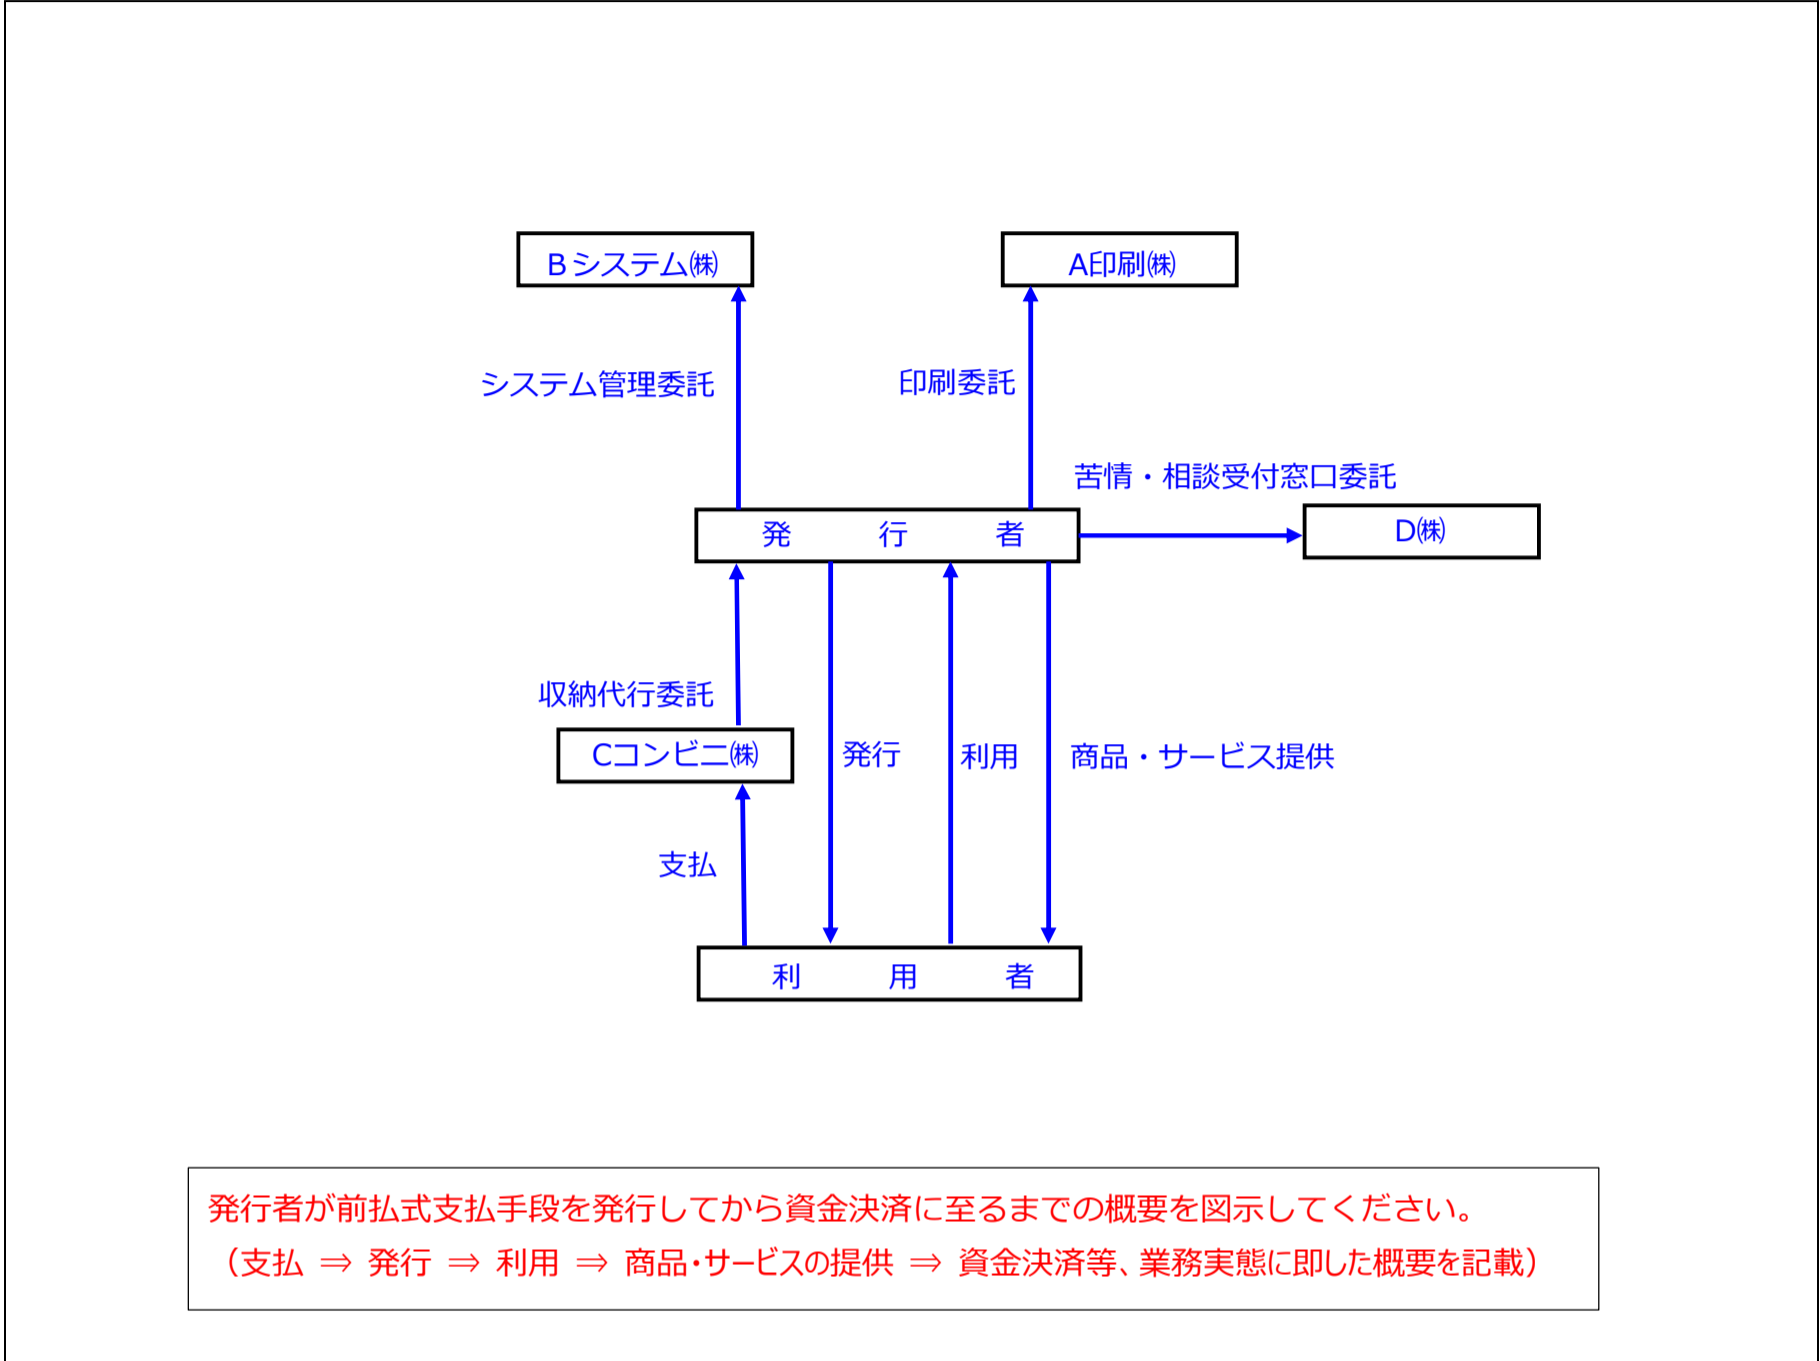 Bシステム㈱
A印刷㈱
システム管理委託
印刷委託
苦情・相談受付窓口委託
発 行 者
D㈱
収納代行委託
Cコンビニ㈱
発行
利用
商品・サービス提供
支払
利 用 者
発行者が前払式支払手段を発行してから資金決済に至るまでの概要を図示してください。
（支払 ⇒ 発行 ⇒ 利用 ⇒ 商品・サービスの提供 ⇒ 資金決済等、業務実態に即した概要を記載）